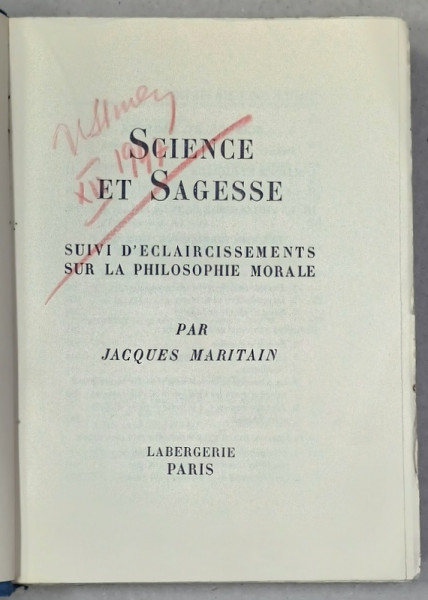 SCIENCE
ET SAGESSE
SUIVI D'ECLAIRCISSEMENTS
SUR LA PHILOSOPHIE MORALE
PAR
JACQUES MARITAIN
LABERGERIE
PARIS